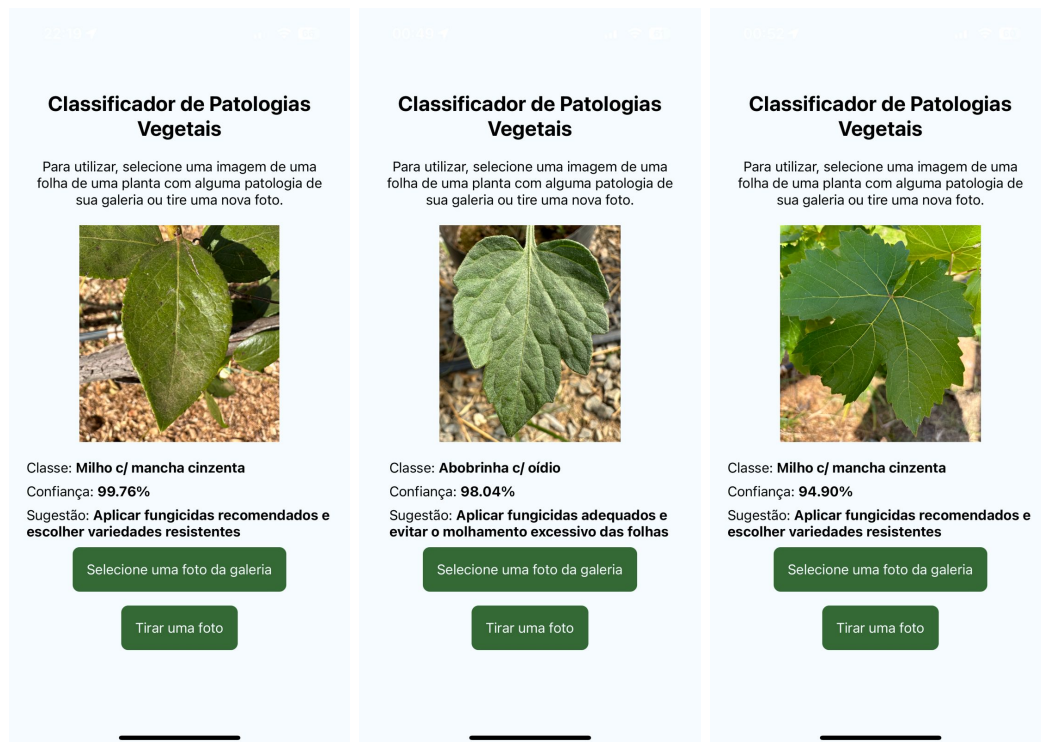 Classificador de Patologias
Vegetais
Para utilizar, selecione uma imagem de uma
folha de uma planta com alguma patologia de
sua galeria ou tire uma nova foto.
Classe: Milho c/ mancha cinzenta
Confiança: 99.76%
Sugestão: Aplicar fungicidas recomendados e
escolher variedades resistentes
Selecione uma foto da galeria
Tirar uma foto
Classificador de Patologias
Vegetais
Para utilizar, selecione uma imagem de uma
folha de uma planta com alguma patologia de
sua galeria ou tire uma nova foto.
Classe: Abobrinha c/ oídio
Confiança: 98.04%
Sugestão: Aplicar fungicidas adequados e
evitar o molhamento excessivo das folhas
Selecione uma foto da galeria
Tirar uma foto
Classificador de Patologias
Vegetais
Para utilizar, selecione uma imagem de uma
folha de uma planta com alguma patologia de
sua galeria ou tire uma nova foto.
Classe: Milho c/ mancha cinzenta
Confiança: 94.90%
Sugestão: Aplicar fungicidas recomendados e
escolher variedades resistentes
Selecione uma foto da galeria
Tirar uma foto